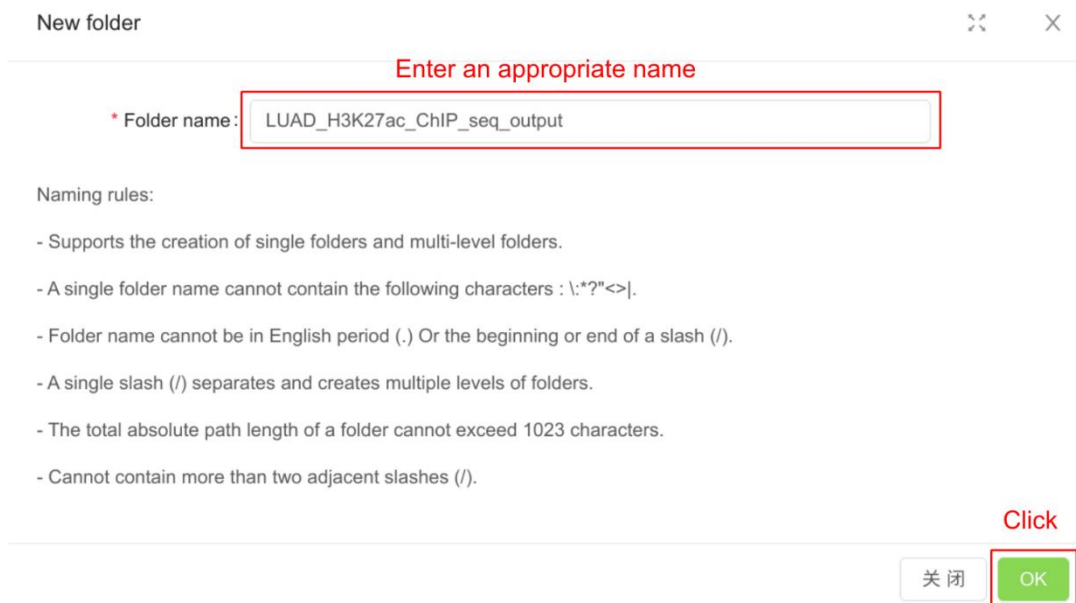 New folder
Enter an appropriate name
* Folder name: LUAD_H3K27ac_ChIP_seq_output
Naming rules:
- Supports the creation of single folders and multi-level folders.
- A single folder name cannot contain the following characters : \:*?"<>|.
- Folder name cannot be in English period (.) Or the beginning or end of a slash (/).
- A single slash (/) separates and creates multiple levels of folders.
- The total absolute path length of a folder cannot exceed 1023 characters.
- Cannot contain more than two adjacent slashes (/).
Click
关 闭 OK